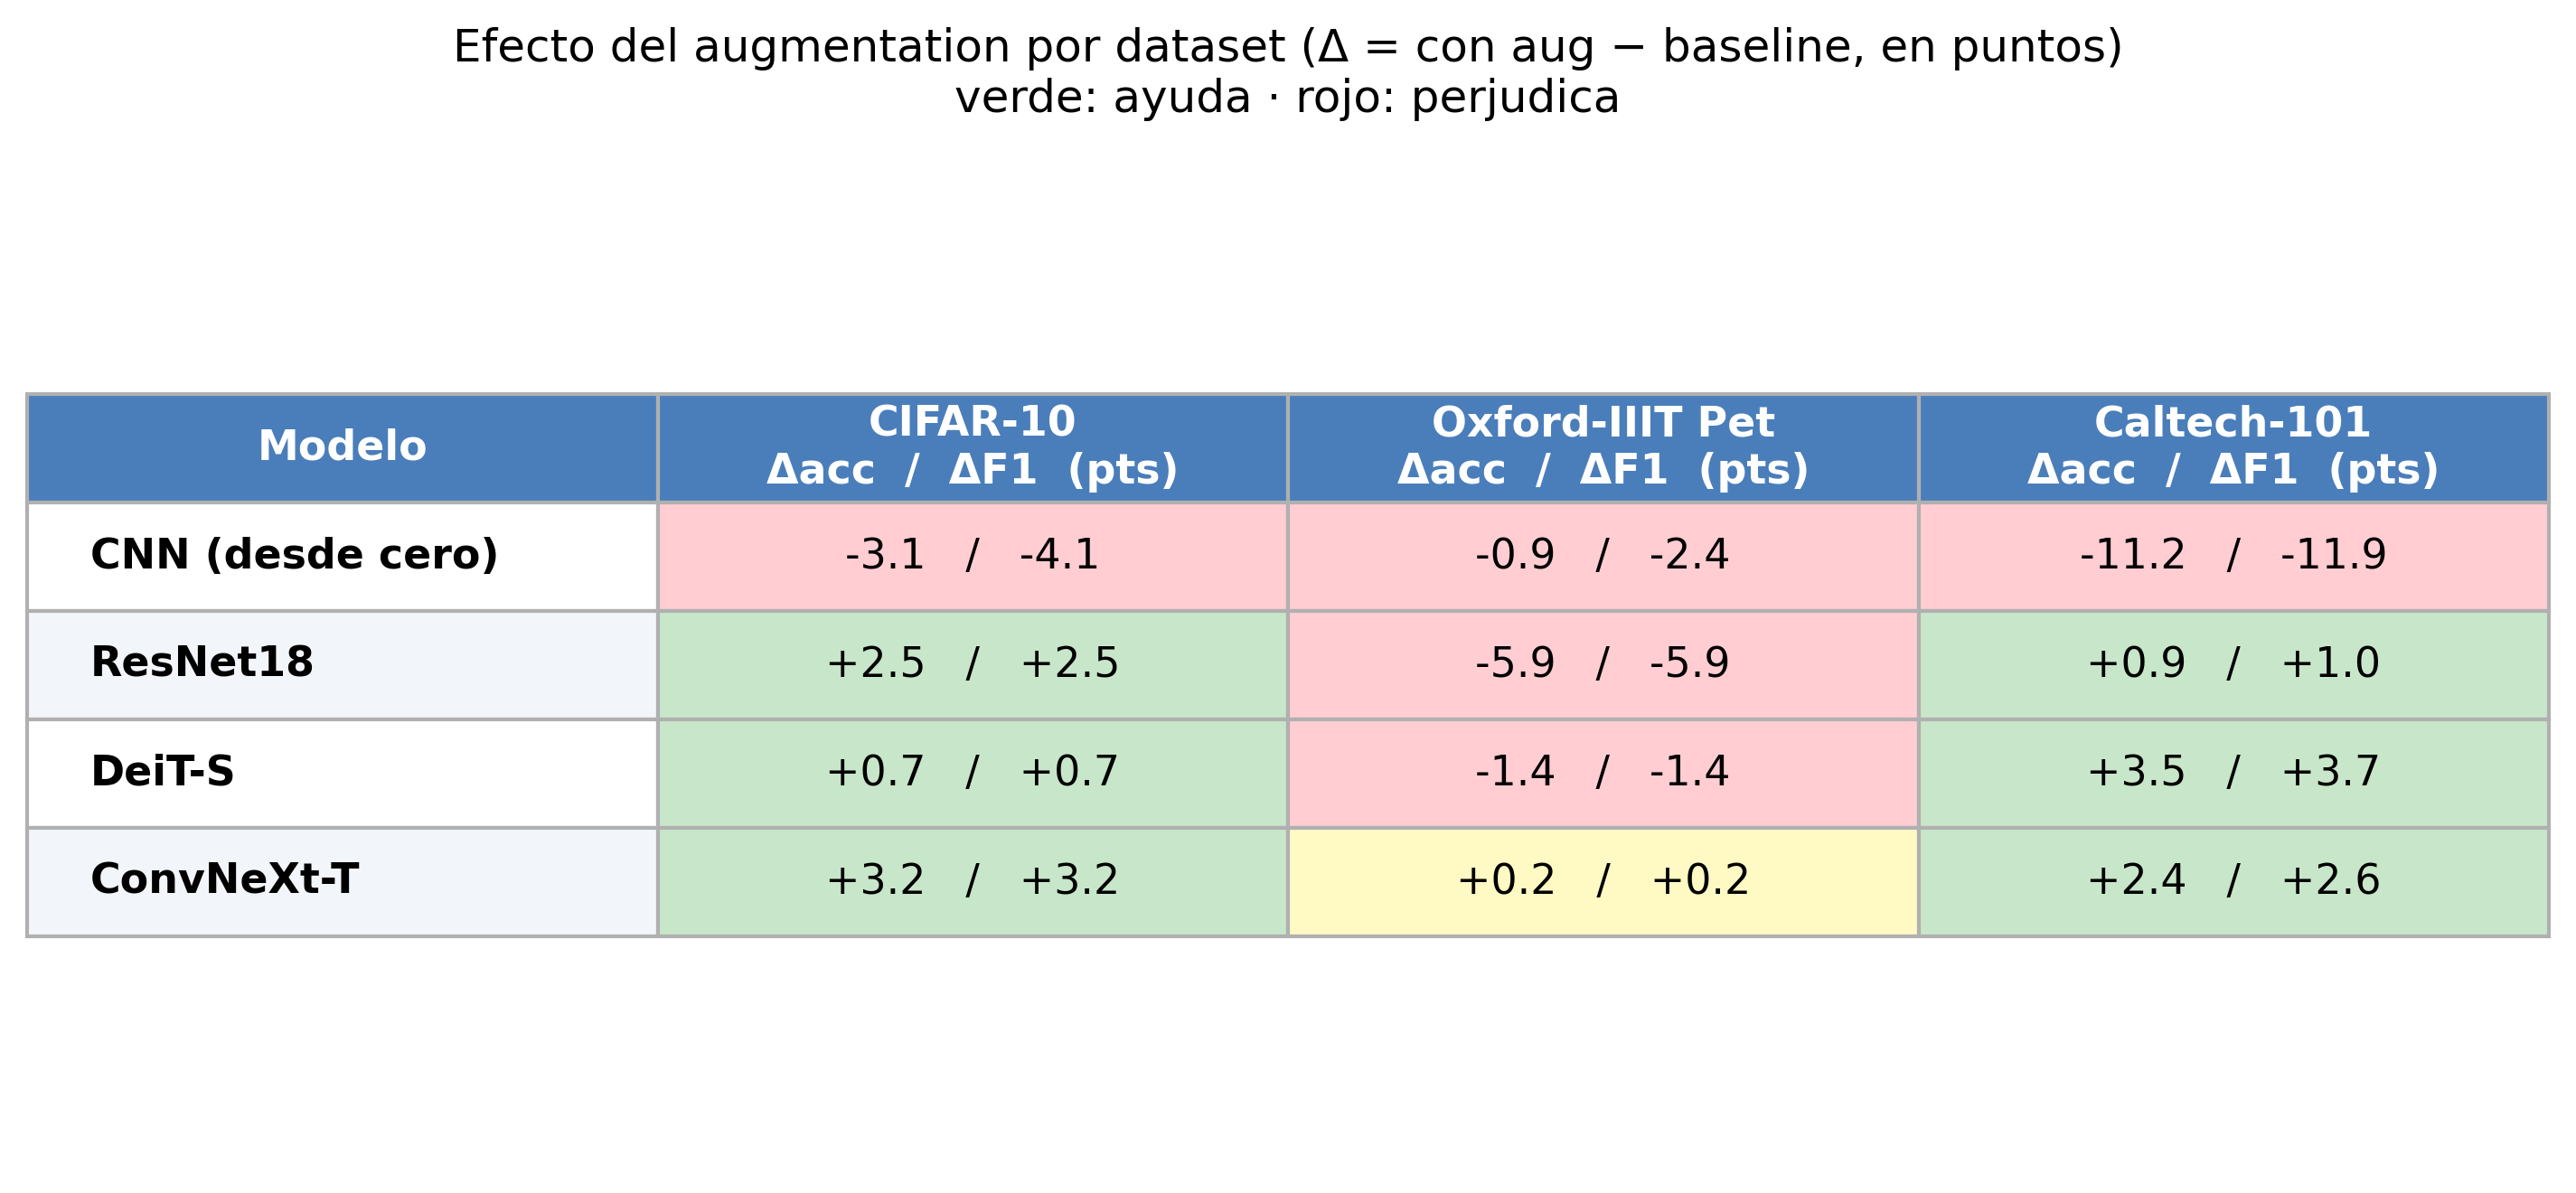 Efecto del augmentation por dataset (Δ = con aug − baseline, en puntos)
verde: ayuda · rojo: perjudica
Modelo
CIFAR-10
Δacc / ΔF1 (pts)
Oxford-IIIT Pet
Δacc / ΔF1 (pts)
Caltech-101
Δacc / ΔF1 (pts)
CNN (desde cero)
-3.1 / -4.1
-0.9 / -2.4
-11.2 / -11.9
ResNet18
+2.5 / +2.5
-5.9 / -5.9
+0.9 / +1.0
DeiT-S
+0.7 / +0.7
-1.4 / -1.4
+3.5 / +3.7
ConvNeXt-T
+3.2 / +3.2
+0.2 / +0.2
+2.4 / +2.6